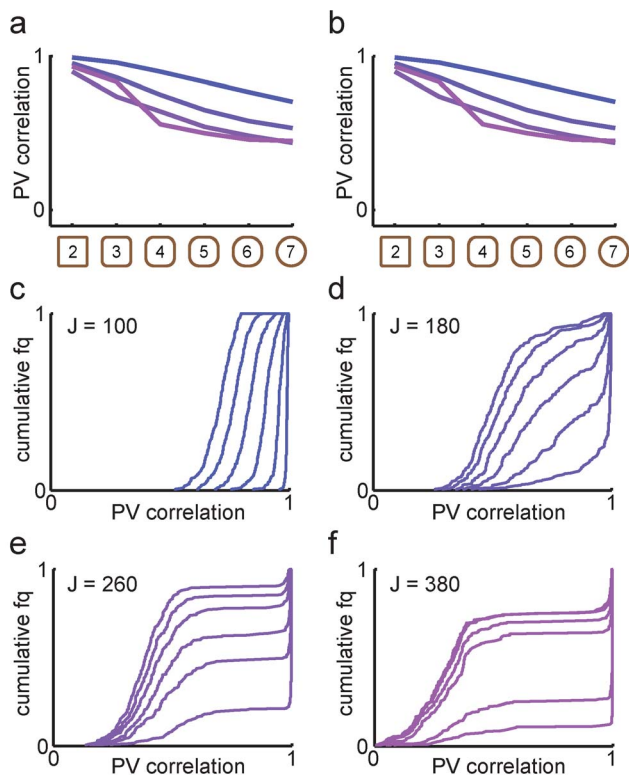 a
b
1
PV correlation
0
2 3 4 5 6 7
1
PV correlation
0
2 3 4 5 6 7
c
d
1
J = 100
cumulative fq
0
0
PV correlation
1
1
J = 180
cumulative fq
0
0
PV correlation
1
e
f
1
J = 260
cumulative fq
0
0
PV correlation
1
1
J = 380
cumulative fq
0
0
PV correlation
1